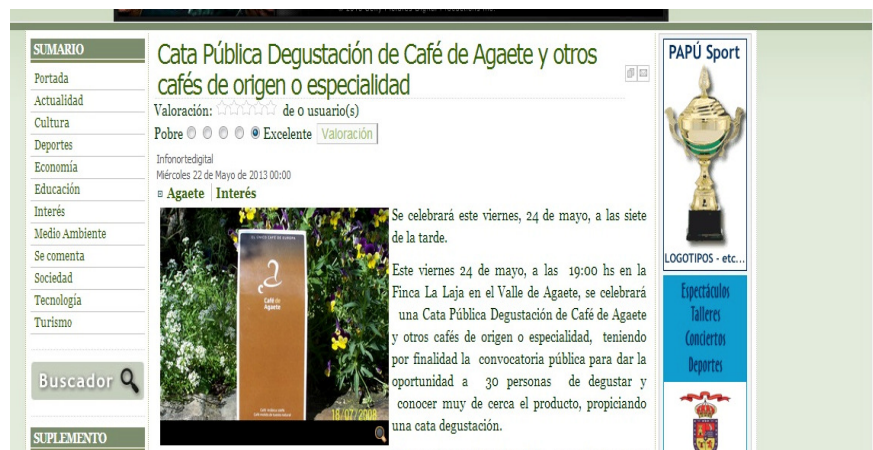 SUMARIO
Portada
Actualidad
Cultura
Deportes
Economía
Educación
Interés
Medio Ambiente
Se comenta
Sociedad
Tecnología
Turismo
Buscador
SUPLEMENTO
Cata Pública Degustación de Café de Agaete y otros
cafés de origen o especialidad
Valoración: de 0 usuario(s)
Pobre Excelente Valoración
Infonortedigital
Miércoles 22 de Mayo de 2013 00:00
Agaete Interés
EL ÚNICO CAFÉ DE EUROPA
Café de
Agaete
18/07/2008
Se celebrará este viernes, 24 de mayo, a las siete
de la tarde.
Este viernes 24 de mayo, a las 19:00 hs en la
Finca La Laja en el Valle de Agaete, se celebrará
una Cata Pública Degustación de Café de Agaete
y otros cafés de origen o especialidad, teniendo
por finalidad la convocatoria pública para dar la
oportunidad a 30 personas de degustar y
conocer muy de cerca el producto, propiciando
una cata degustación.
PAPÚ Sport
LOGOTIPOS - etc...
Espectáculos
Talleres
Conciertos
Deportes